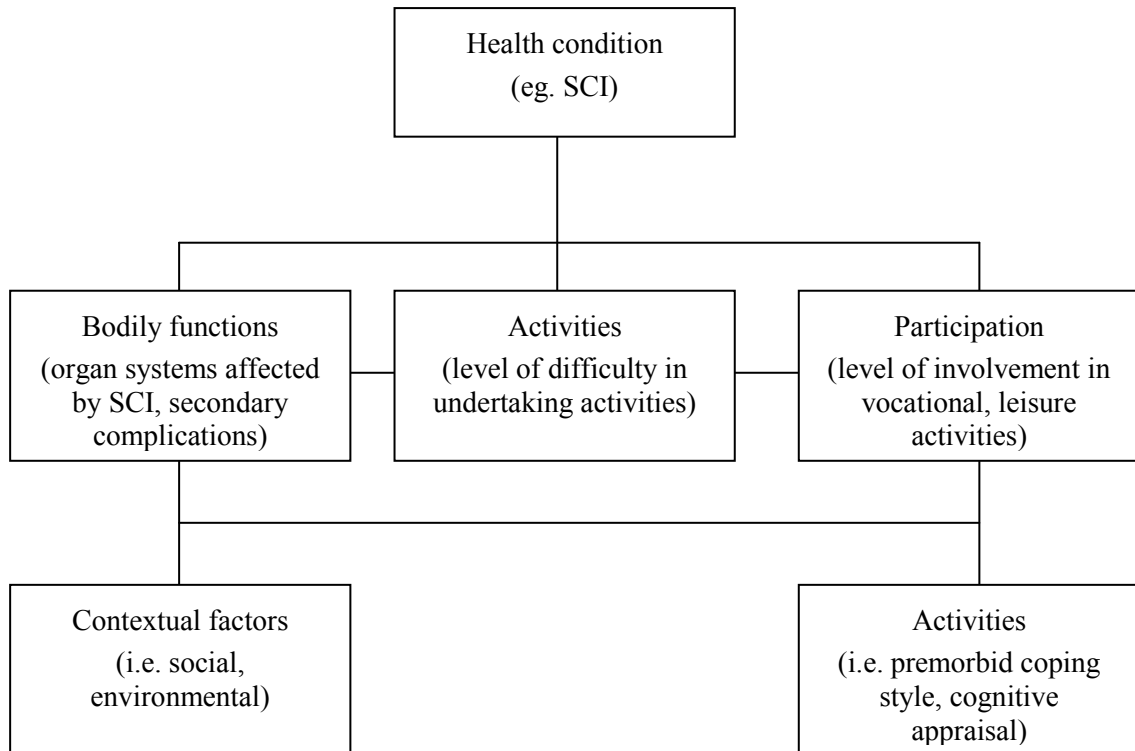 Health condition
(eg. SCI)
Bodily functions
(organ systems affected
by SCI, secondary
complications)
Activities
(level of difficulty in
undertaking activities)
Participation
(level of involvement in
vocational, leisure
activities)
Contextual factors
(i.e. social,
environmental)
Activities
(i.e. premorbid coping
style, cognitive
appraisal)